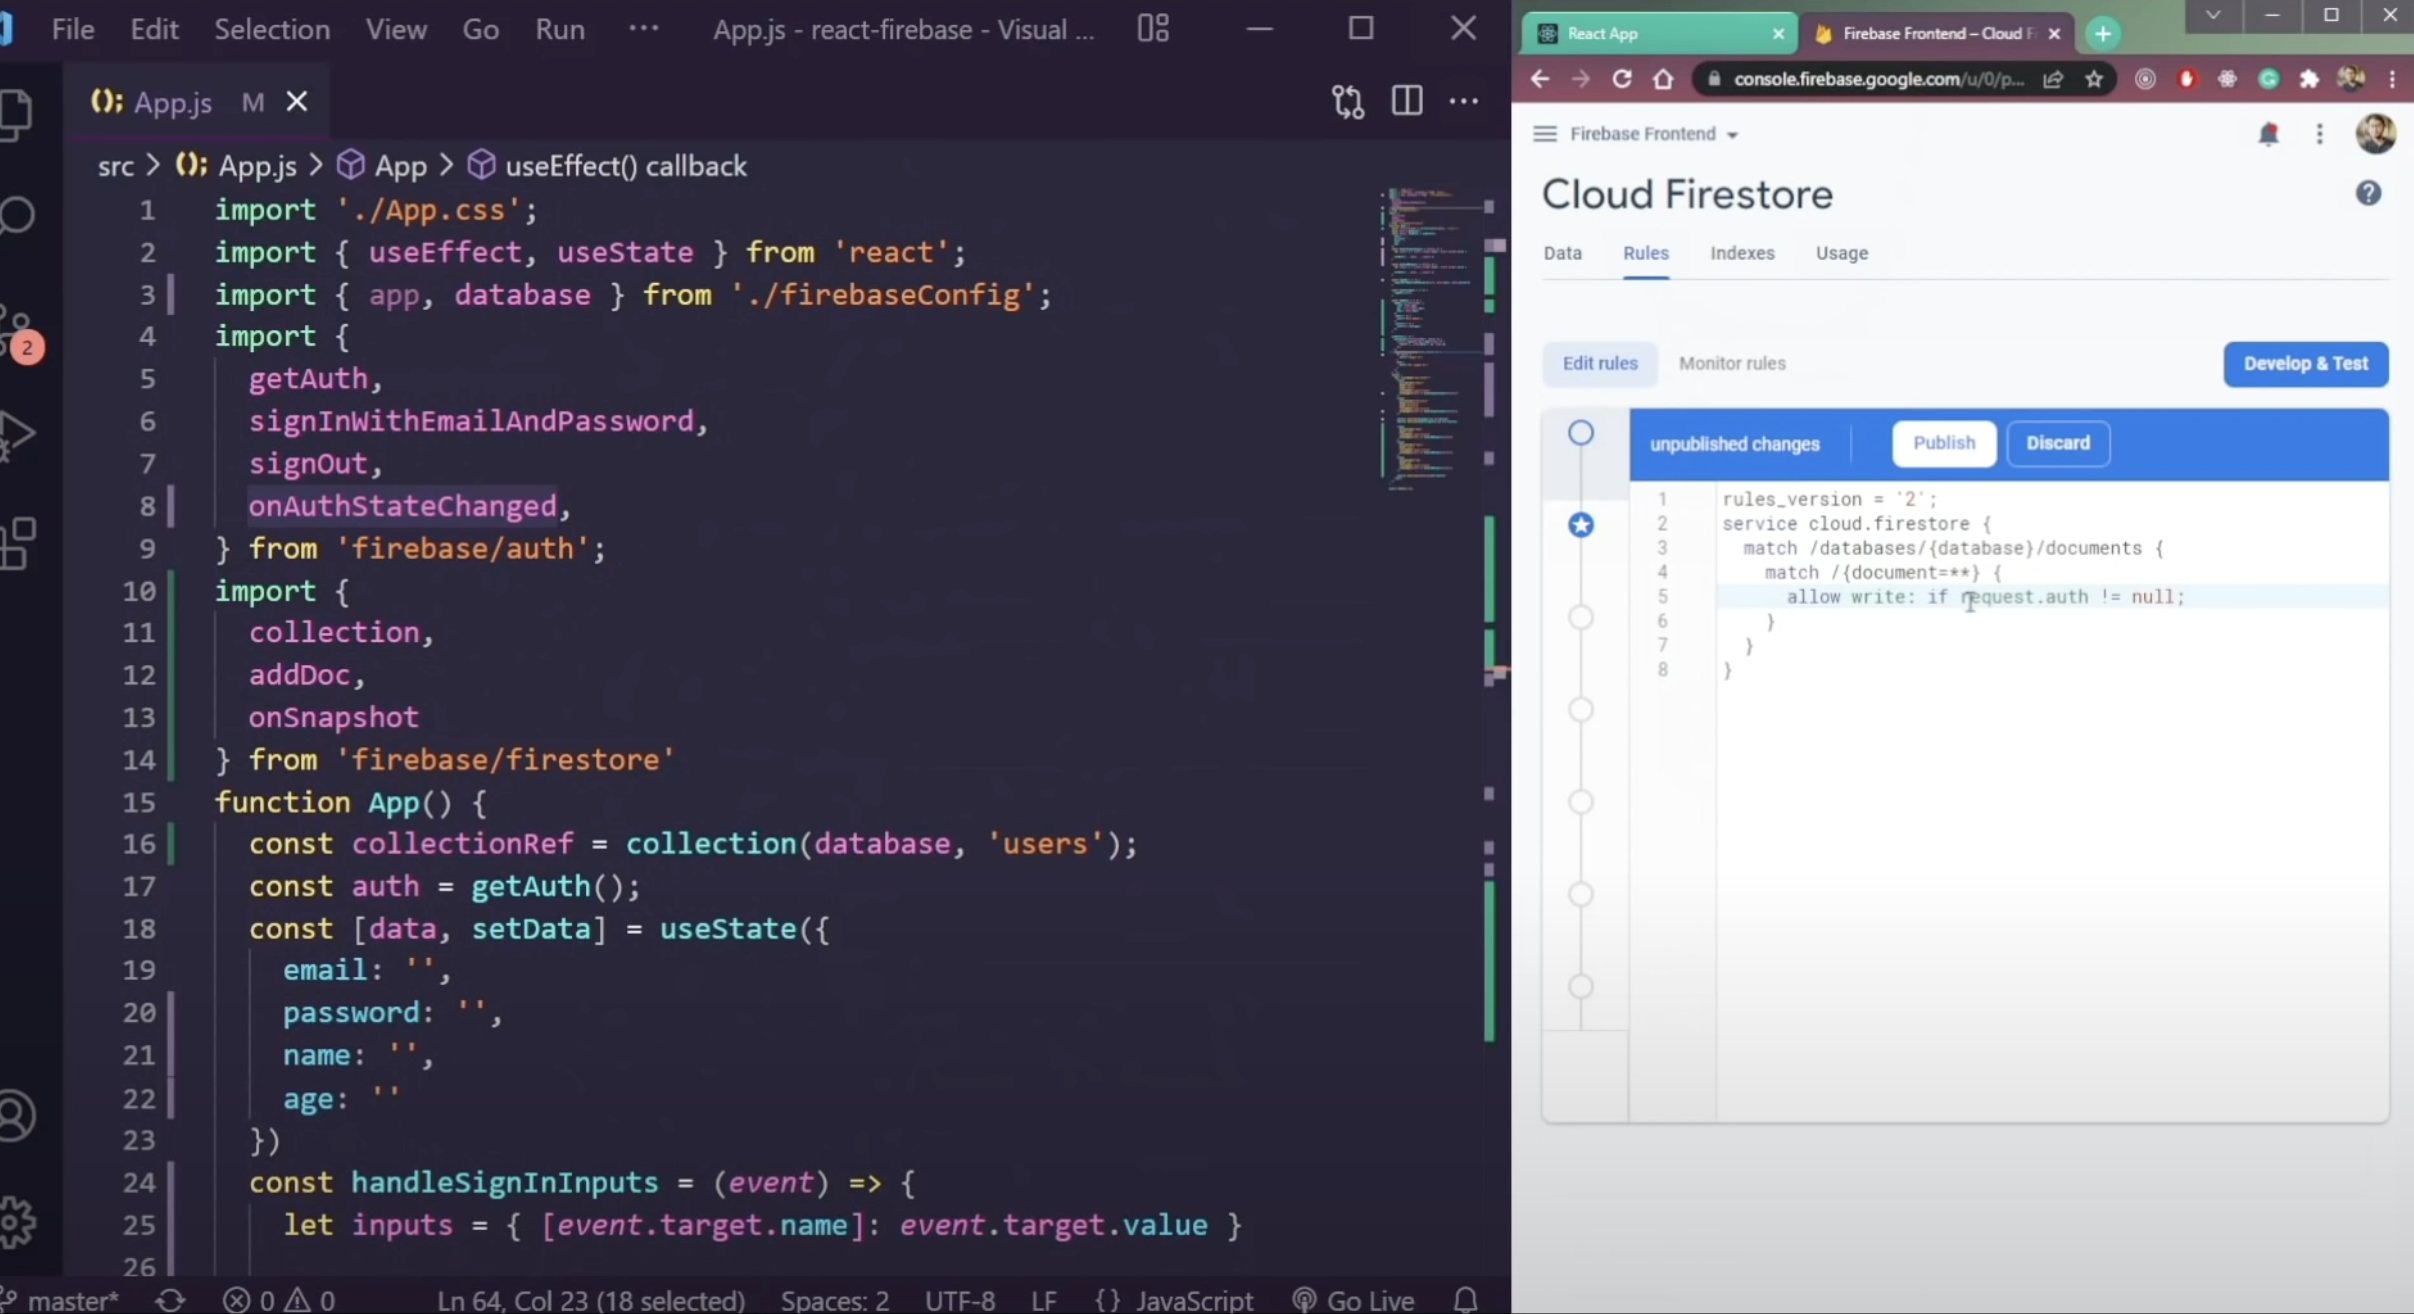 File Edit Selection View Go Run ··· App.js - react-firebase - Visual ...
App.js M
src > App.js > App > useEffect() callback
1 import './App.css';
2 import { useEffect, useState } from 'react';
3 import { app, database } from './firebaseConfig';
4 import {
5 getAuth,
6 signInWithEmailAndPassword,
7 signOut,
8 onAuthStateChanged,
9 } from 'firebase/auth';
10 import {
11 collection,
12 addDoc,
13 onSnapshot
14 } from 'firebase/firestore'
15 function App() {
16 const collectionRef = collection(database, 'users');
17 const auth = getAuth();
18 const [data, setData] = useState({
19 email: '',
20 password: '',
21 name: '',
22 age: ''
23 })
24 const handleSignInInputs = (event) => {
25 let inputs = { [event.target.name]: event.target.value }
26
2
master* 0 0 Ln 64, Col 23 (18 selected) Spaces: 2 UTF-8 LF {} JavaScript Go Live
React App Firebase Frontend – Cloud Fi
console.firebase.google.com/u/0/p...
Firebase Frontend
Cloud Firestore
Data Rules Indexes Usage
Edit rules Monitor rules Develop & Test
unpublished changes Publish Discard
1 rules_version = '2';
2 service cloud.firestore {
3 match /databases/{database}/documents {
4 match /{document=**} {
5 allow write: if request.auth != null;
6 }
7 }
8 }